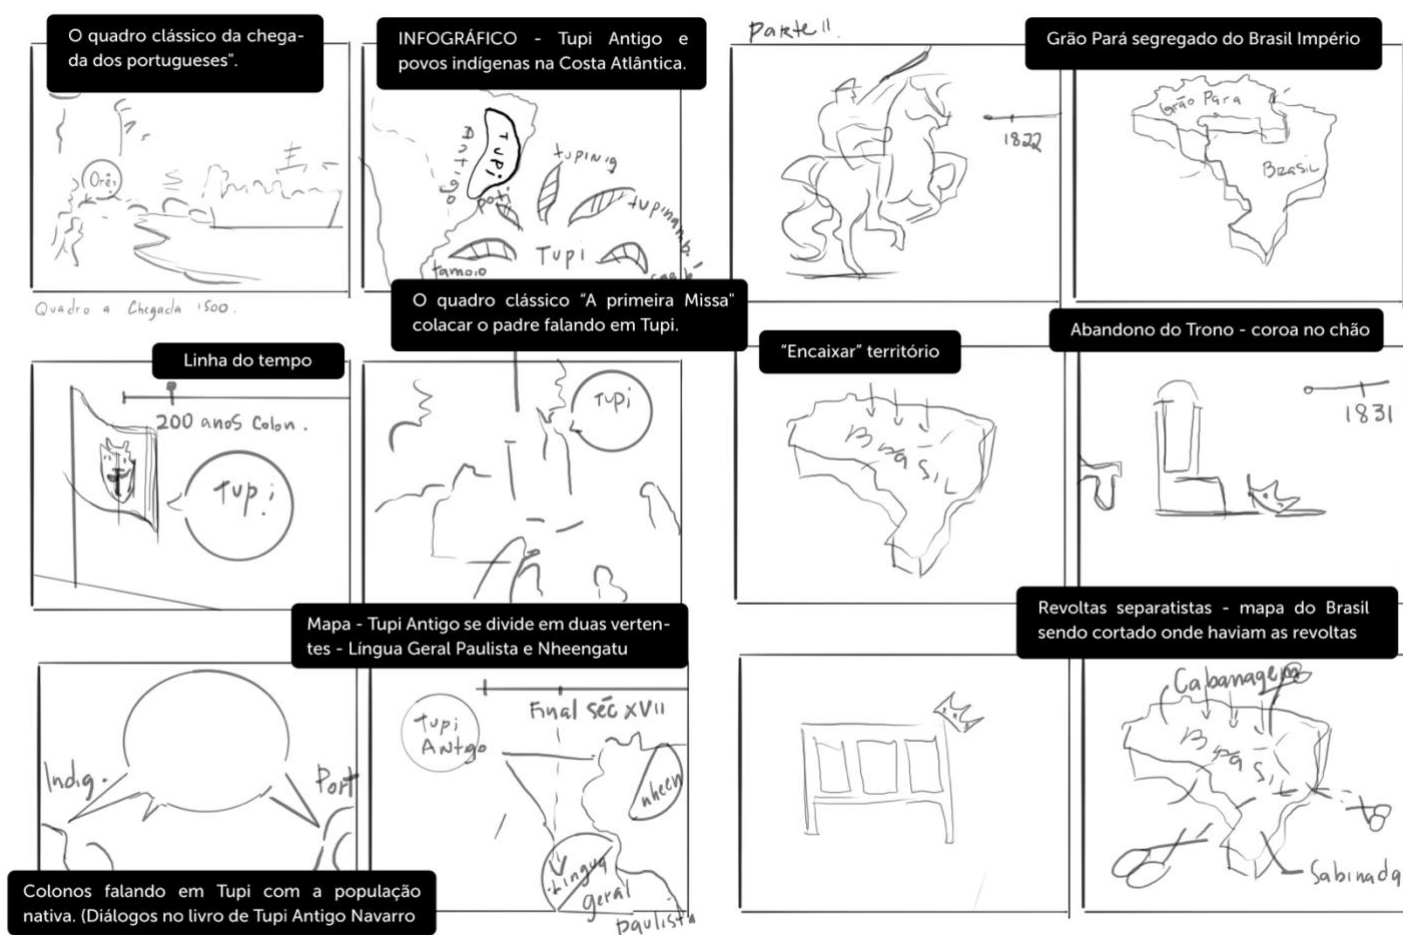 O quadro clássico da chega-
da dos portugueses".
Orê
Quadro a Chegada 1500.
INFOGRÁFICO - Tupi Antigo e
povos indígenas na Costa Atlântica.
TUPI
tupiniq
tupinambá
Tupi
tamoio
Parte II.
1822
Grão Pará segregado do Brasil Império
Grão Pará
Brasil
Linha do tempo
200 anos Colon.
Tupi
O quadro clássico “A primeira Missa"
colacar o padre falando em Tupi.
Tupi
“Encaixar” território
BRASIL
Abandono do Trono - coroa no chão
1831
Indig.
Port
Colonos falando em Tupi com a população
nativa. (Diálogos no livro de Tupi Antigo Navarro
Mapa - Tupi Antigo se divide em duas verten-
tes - Língua Geral Paulista e Nheengatu
Tupi
Antigo
Final séc XVII
nheen
Língua
geral
paulista
Revoltas separatistas - mapa do Brasil
sendo cortado onde haviam as revoltas
Cabanagem
BRASIL
Sabinada